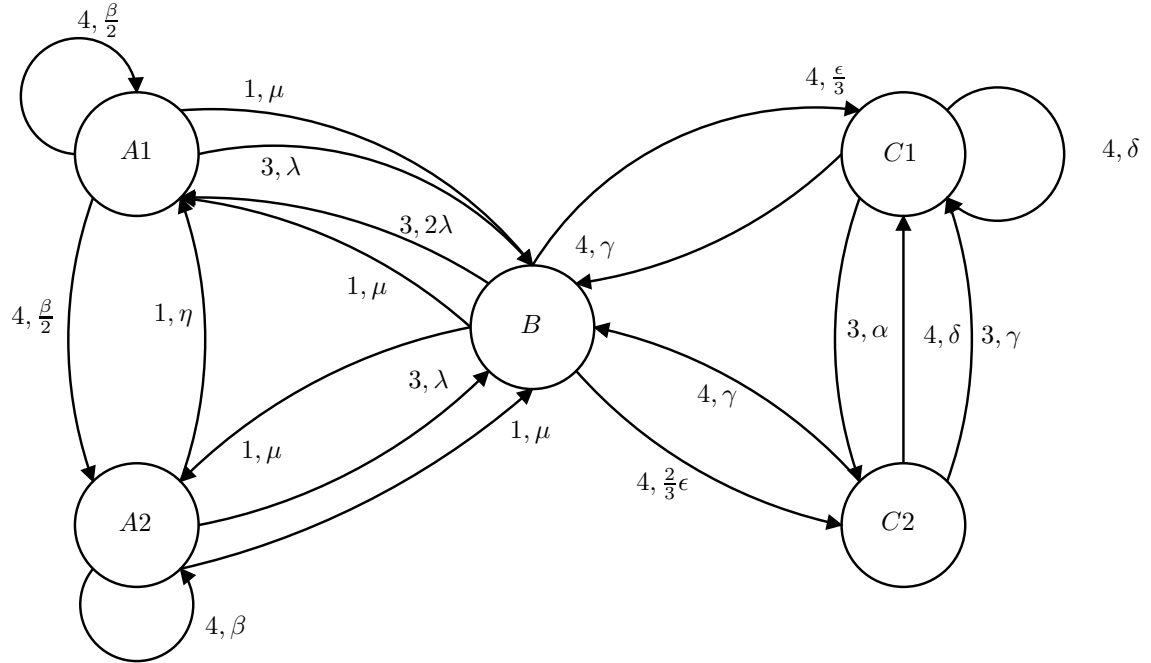 4, β/2
1, μ
4, ϵ/3
A1
C1
4, δ
3, λ
3, 2λ
4, γ
1, μ
4, β/2
1, η
B
3, α
4, δ
3, γ
3, λ
4, γ
1, μ
1, μ
4, 2/3 ϵ
A2
C2
4, β